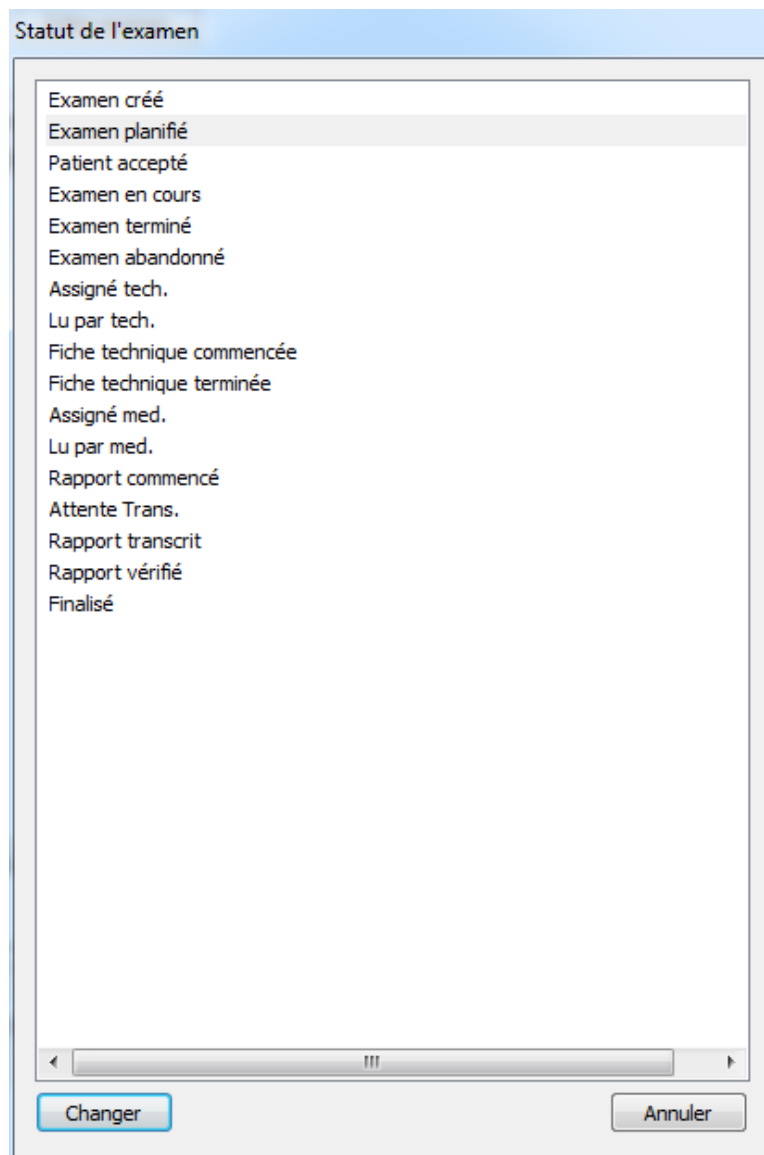 Statut de l'examen
Examen créé
Examen planifié
Patient accepté
Examen en cours
Examen terminé
Examen abandonné
Assigné tech.
Lu par tech.
Fiche technique commencée
Fiche technique terminée
Assigné med.
Lu par med.
Rapport commencé
Attente Trans.
Rapport transcrit
Rapport vérifié
Finalisé
Changer Annuler